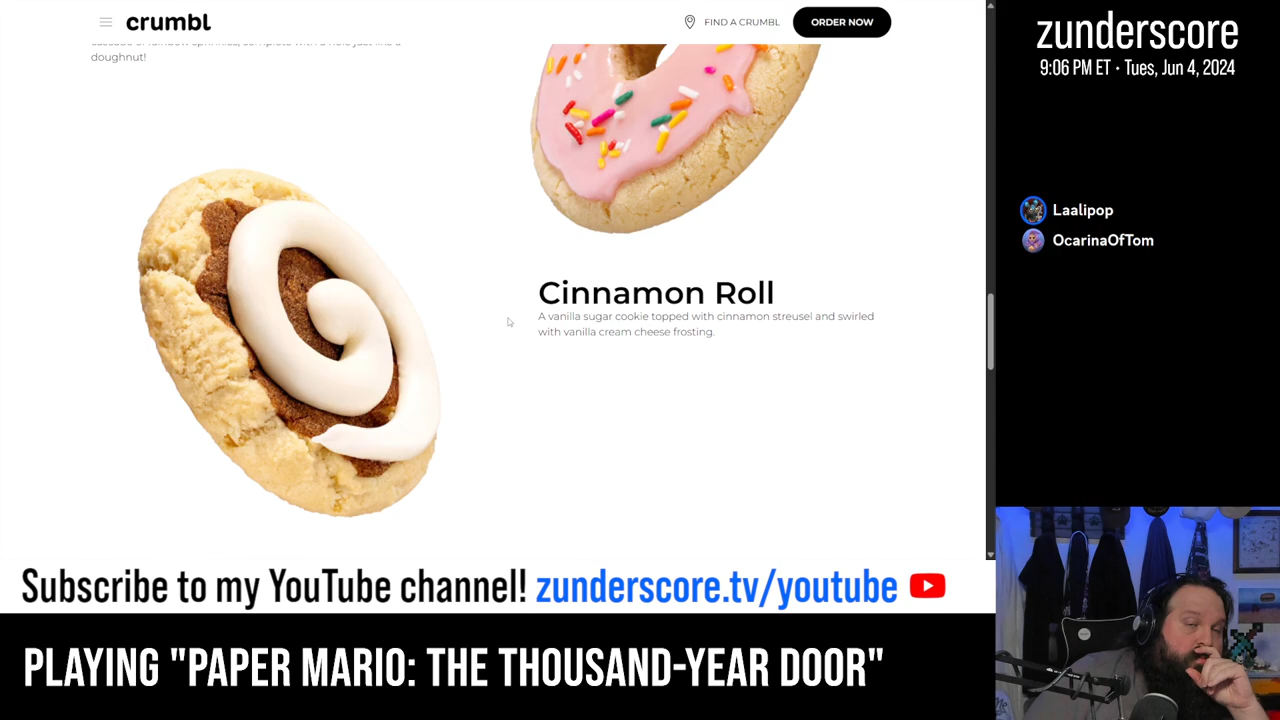 crumbl
FIND A CRUMBL
ORDER NOW
doughnut!
Cinnamon Roll
A vanilla sugar cookie topped with cinnamon streusel and swirled
with vanilla cream cheese frosting.
zunderscore
9:06 PM ET • Tues, Jun 4, 2024
Laalipop
OcarinaOfTom
Subscribe to my YouTube channel! zunderscore.tv/youtube
PLAYING "PAPER MARIO: THE THOUSAND-YEAR DOOR"